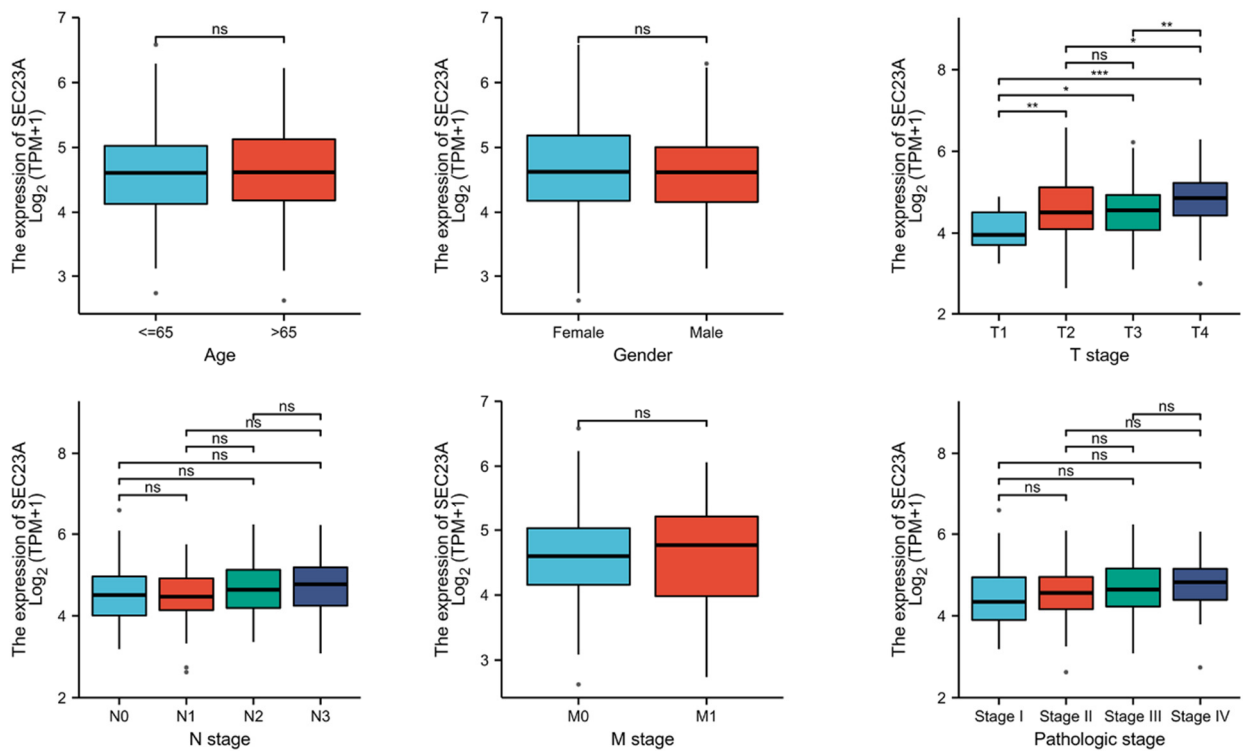 The expression of SEC23A
Log₂ (TPM+1)
7
6
5
4
3
ns
<=65
>65
Age
The expression of SEC23A
Log₂ (TPM+1)
7
6
5
4
3
ns
Female
Male
Gender
The expression of SEC23A
Log₂ (TPM+1)
8
6
4
2
**
*
ns
***
*
**
T1
T2
T3
T4
T stage
The expression of SEC23A
Log₂ (TPM+1)
8
6
4
2
ns
ns
ns
ns
ns
ns
N0
N1
N2
N3
N stage
The expression of SEC23A
Log₂ (TPM+1)
7
6
5
4
3
ns
M0
M1
M stage
The expression of SEC23A
Log₂ (TPM+1)
8
6
4
2
ns
ns
ns
ns
ns
ns
Stage I
Stage II
Stage III
Stage IV
Pathologic stage